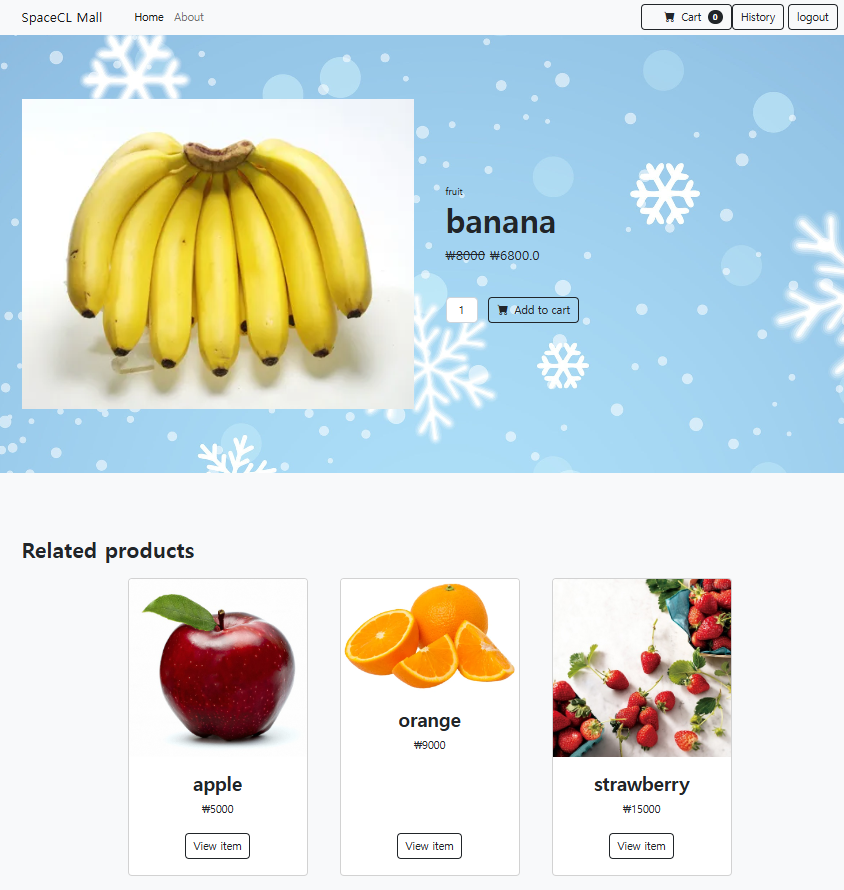 SpaceCL Mall Home About Cart 0 History logout
fruit
banana
₩8000 ₩6800.0
1 Add to cart
Related products
apple
₩5000
View item
orange
₩9000
View item
strawberry
₩15000
View item